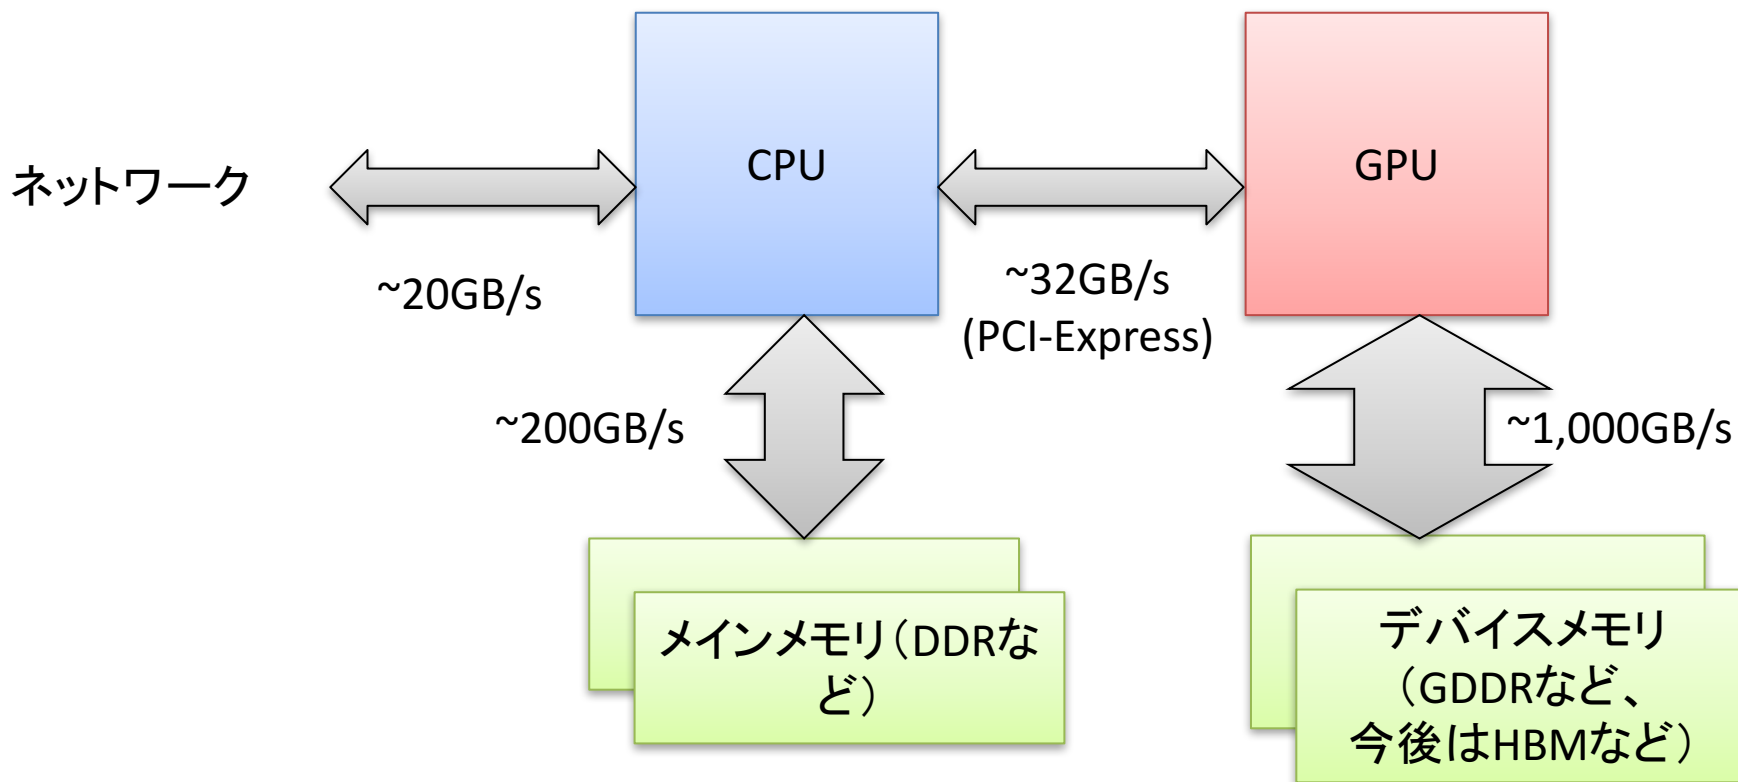 CPU
GPU
ネットワーク
~20GB/s
~32GB/s
(PCI-Express)
~200GB/s
~1,000GB/s
メインメモリ（DDRな
ど）
デバイスメモリ
（GDDRなど、
今後はHBMなど）